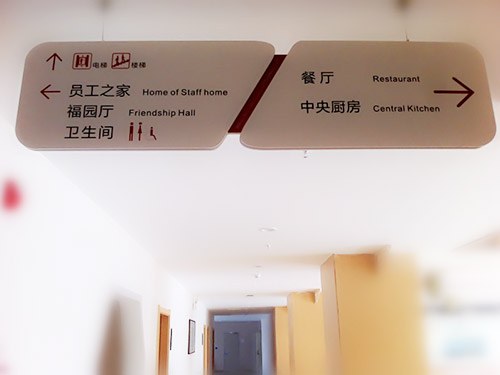 电梯 楼梯
员工之家 Home of Staff home
福园厅 Friendship Hall
卫生间
餐厅 Restaurant
中央厨房 Central Kitchen